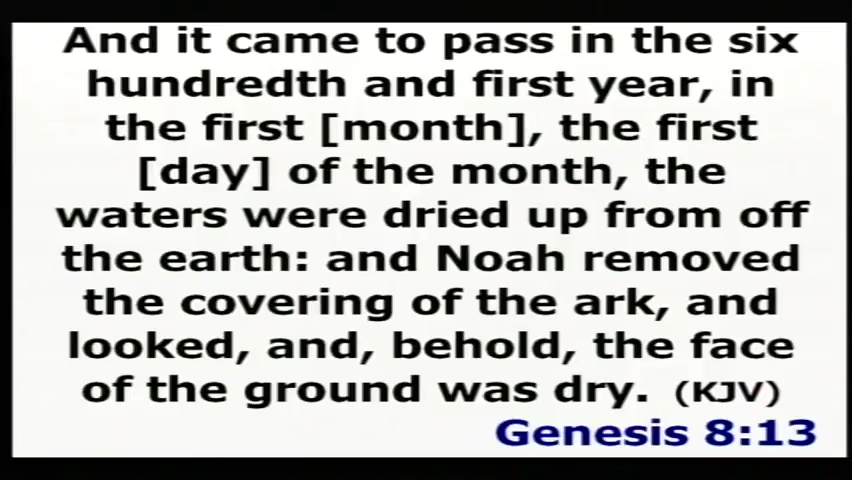 And it came to pass in the six
hundredth and first year, in
the first [month], the first
[day] of the month, the
waters were dried up from off
the earth: and Noah removed
the covering of the ark, and
looked, and, behold, the face
of the ground was dry. (KJV)
Genesis 8:13